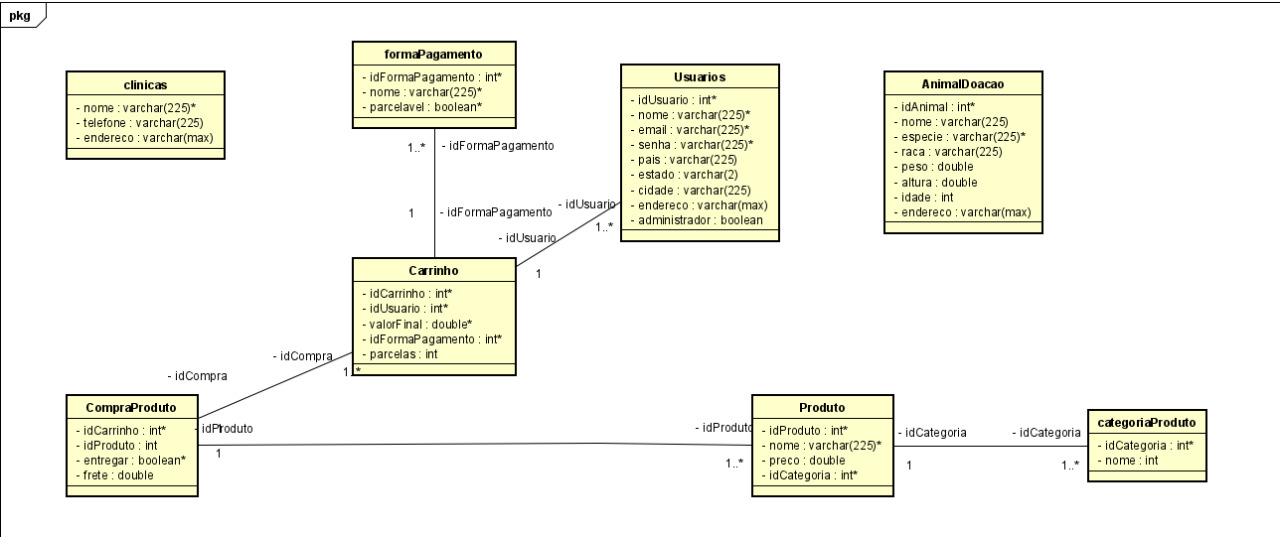 pkg
clinicas
- nome : varchar(225)*
- telefone : varchar(225)
- endereco : varchar(max)
formaPagamento
- idFormaPagamento : int*
- nome : varchar(225)*
- parcelavel : boolean*
Usuarios
- idUsuario : int*
- nome : varchar(225)*
- email : varchar(225)*
- senha : varchar(225)*
- pais : varchar(225)
- estado : varchar(2)
- cidade : varchar(225)
- endereco : varchar(max)
- administrador : boolean
AnimalDoacao
- idAnimal : int*
- nome : varchar(225)
- especie : varchar(225)*
- raca : varchar(225)
- peso : double
- altura : double
- idade : int
- endereco : varchar(max)
1..*
- idFormaPagamento
1
- idFormaPagamento
- idUsuario
1..*
- idUsuario
1
Carrinho
- idCarrinho : int*
- idUsuario : int*
- valorFinal : double*
- idFormaPagamento : int*
- parcelas : int
- idCompra
1..*
- idCompra
1
CompraProduto
- idCarrinho : int*
- idProduto : int
- entregar : boolean*
- frete : double
- idProduto
1
- idProduto
1..*
Produto
- idProduto : int*
- nome : varchar(225)*
- preco : double
- idCategoria : int*
- idCategoria
1
- idCategoria
1..*
categoriaProduto
- idCategoria : int*
- nome : int